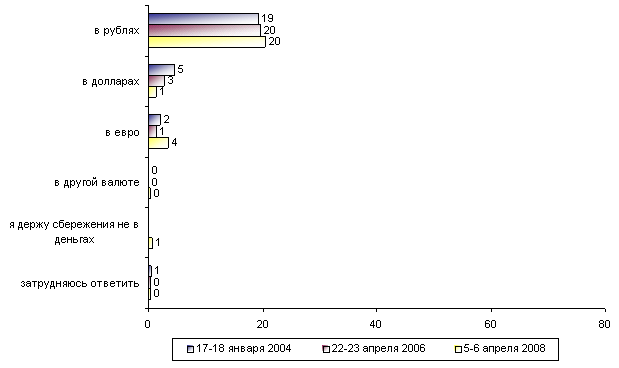 в рублях
19
20
20
в долларах
5
3
1
в евро
2
1
4
в другой валюте
0
0
0
я держу сбережения не в
деньгах
1
затрудняюсь ответить
1
0
0
0 20 40 60 80
17-18 января 2004 22-23 апреля 2006 5-6 апреля 2008